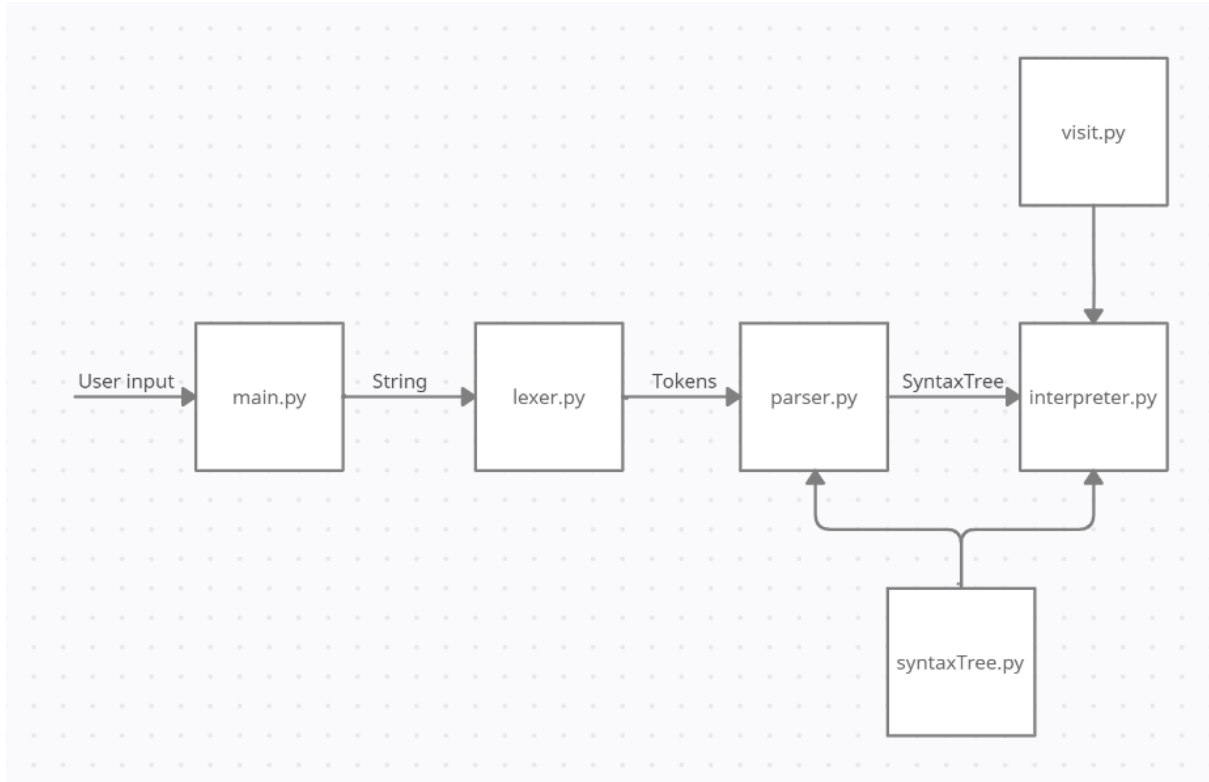 visit.py
User input
main.py
String
lexer.py
Tokens
parser.py
SyntaxTree
interpreter.py
syntaxTree.py